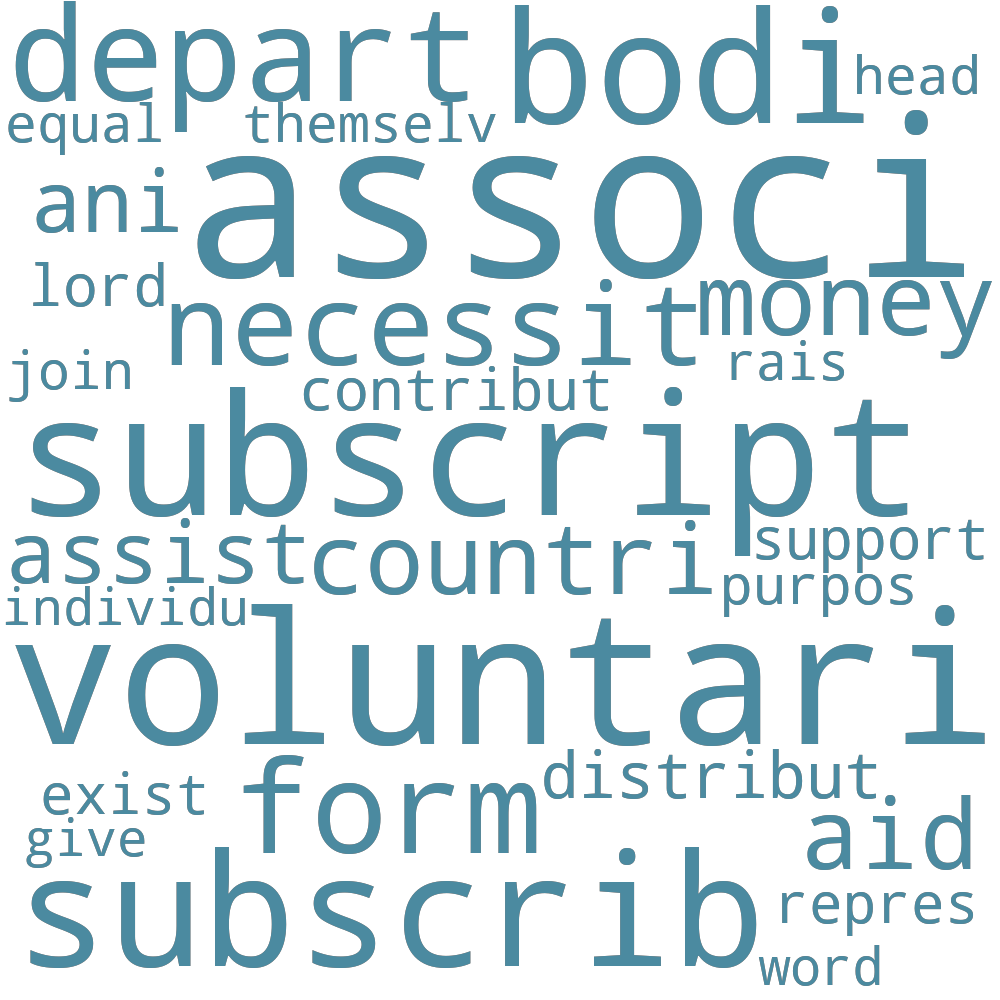 depart bodi
head
equal themselv
associ
ani
lord
necessit money
join rais
contribut
subscript
assist countri support
purpos
individu
voluntari
exist form distribut
give aid
subscrib repres
word